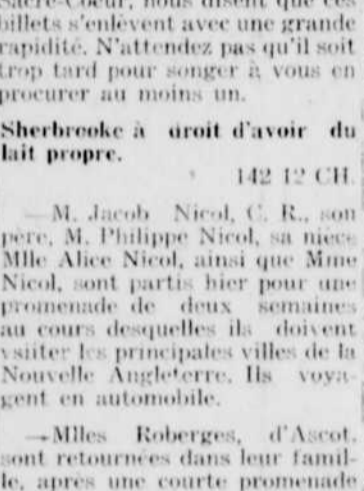 Sacré-Coeur, nous disent que ces
billets s'enlèvent avec une grande
rapidité. N'attendez pas qu'il soit
trop tard pour songer à vous en
procurer au moins un.
Sherbrooke à droit d'avoir du
lait propre.
142 12 CH.
—M. Jacob Nicol, C. R., son
père, M. Philippe Nicol, sa nièce
Mlle Alice Nicol, ainsi que Mme
Nicol, sont partis hier pour une
promenade de deux semaines
au cours desquelles ils doivent
vsiiter les principales villes de la
Nouvelle Angleterre. Ils voya-
gent en automobile.
—Mlles Roberges, d'Ascot,
sont retournées dans leur famil-
le, après une courte promenade